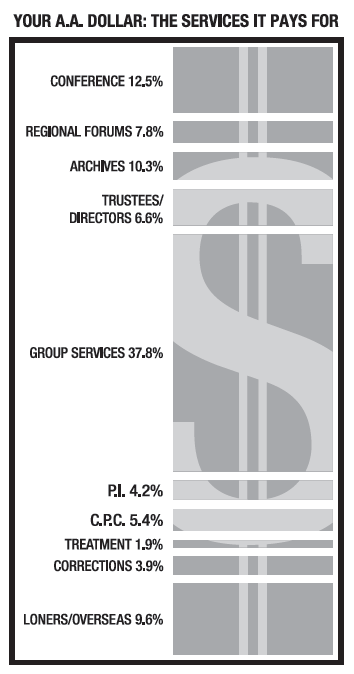 YOUR A.A. DOLLAR: THE SERVICES IT PAYS FOR
CONFERENCE 12.5%
REGIONAL FORUMS 7.8%
ARCHIVES 10.3%
TRUSTEES/
DIRECTORS 6.6%
GROUP SERVICES 37.8%
P.I. 4.2%
C.P.C. 5.4%
TREATMENT 1.9%
CORRECTIONS 3.9%
LONERS/OVERSEAS 9.6%